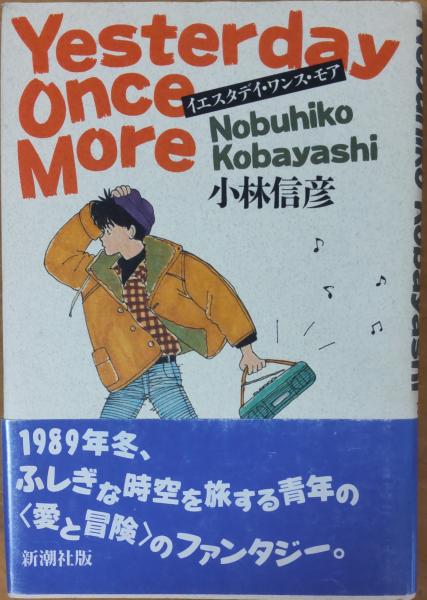 Yesterday
Once
More
イエスタデイ・ワンス・モア
Nobuhiko
Kobayashi
小林信彦
Nobuhiko Kobayashi
1989年冬、
ふしぎな時空を旅する青年の
〈愛と冒険〉のファンタジー。
新潮社版